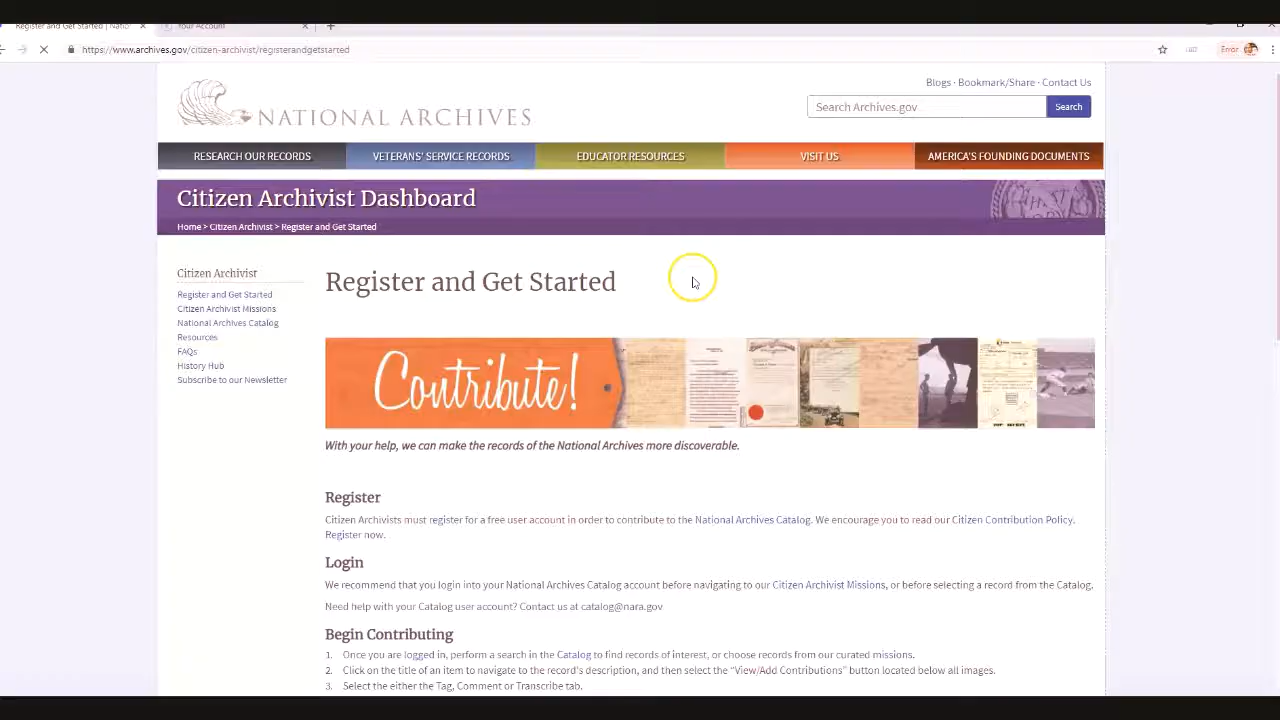 Register and Get Started | Natio
Your Account
https://www.archives.gov/citizen-archivist/registerandgetstarted
Error
Blogs · Bookmark/Share · Contact Us
NATIONAL ARCHIVES
Search Archives.gov
Search
RESEARCH OUR RECORDS
VETERANS' SERVICE RECORDS
EDUCATOR RESOURCES
VISIT US
AMERICA'S FOUNDING DOCUMENTS
Citizen Archivist Dashboard
Home > Citizen Archivist > Register and Get Started
Citizen Archivist
Register and Get Started
Citizen Archivist Missions
National Archives Catalog
Resources
FAQs
History Hub
Subscribe to our Newsletter
Register and Get Started
Contribute!
With your help, we can make the records of the National Archives more discoverable.
Register
Citizen Archivists must register for a free user account in order to contribute to the National Archives Catalog. We encourage you to read our Citizen Contribution Policy.
Register now.
Login
We recommend that you login into your National Archives Catalog account before navigating to our Citizen Archivist Missions, or before selecting a record from the Catalog.
Need help with your Catalog user account? Contact us at catalog@nara.gov
Begin Contributing
1. Once you are logged in, perform a search in the Catalog to find records of interest, or choose records from our curated missions.
2. Click on the title of an item to navigate to the record's description, and then select the "View/Add Contributions" button located below all images.
3. Select the either the Tag, Comment or Transcribe tab.